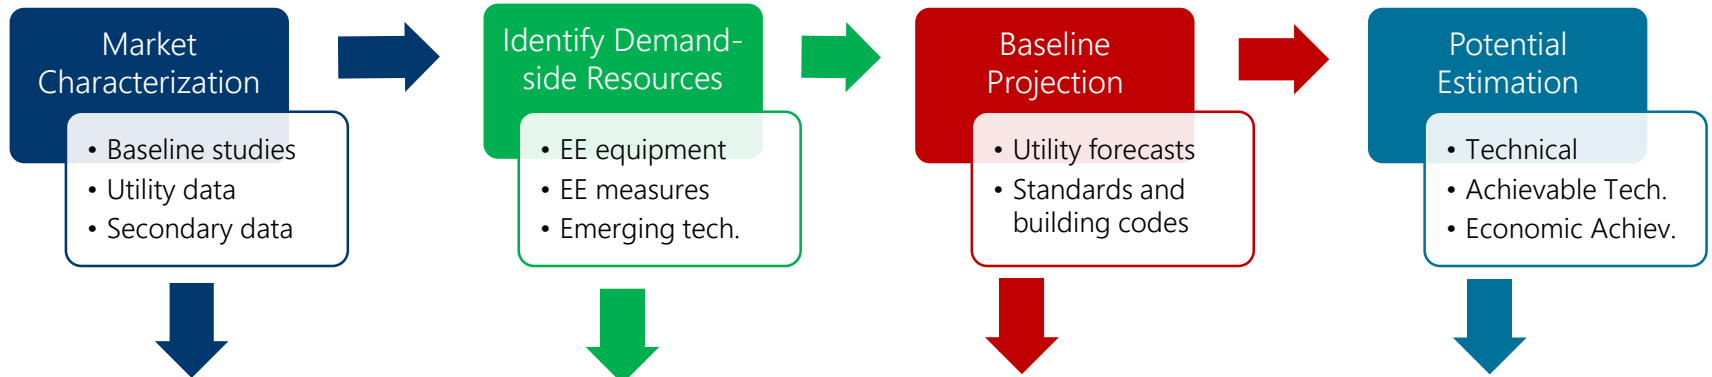 Market
Characterization
• Baseline studies
• Utility data
• Secondary data
Identify Demand-
side Resources
• EE equipment
• EE measures
• Emerging tech.
Baseline
Projection
• Utility forecasts
• Standards and
building codes
Potential
Estimation
• Technical
• Achievable Tech.
• Economic Achiev.